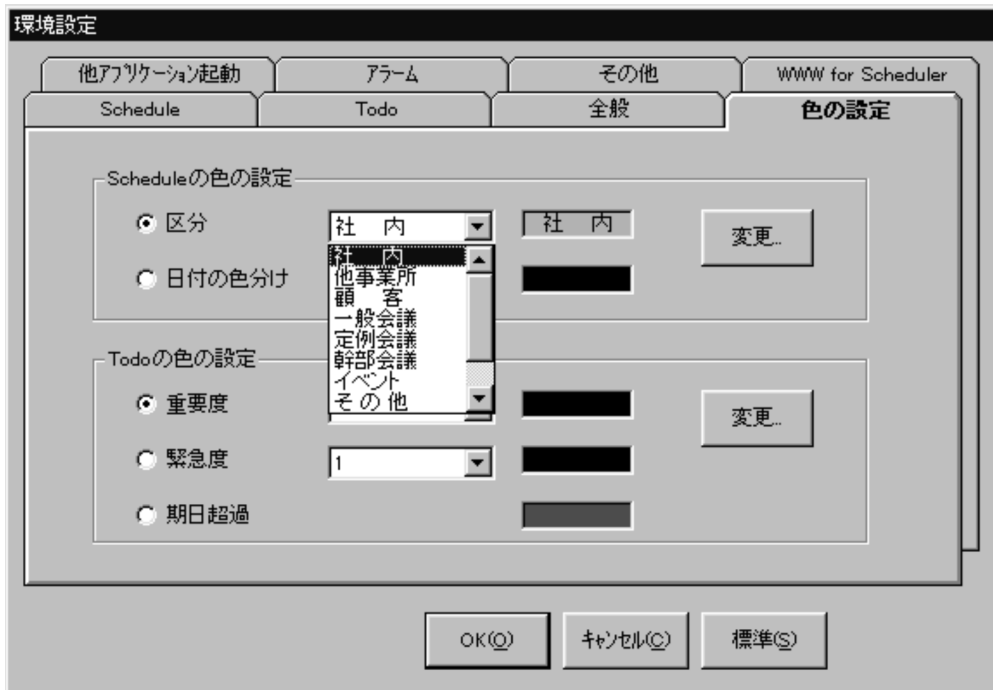 環境設定
他アプリケーション起動
アラーム
その他
WWW for Scheduler
Schedule
Todo
全般
色の設定
Scheduleの色の設定
区分
社 内
社 内
変更..
社 内
他事業所
顧 客
一般会議
定例会議
幹部会議
イベント
その他
日付の色分け
Todoの色の設定
重要度
変更..
緊急度
1
期日超過
OK(O)
キャンセル(C)
標準(S)